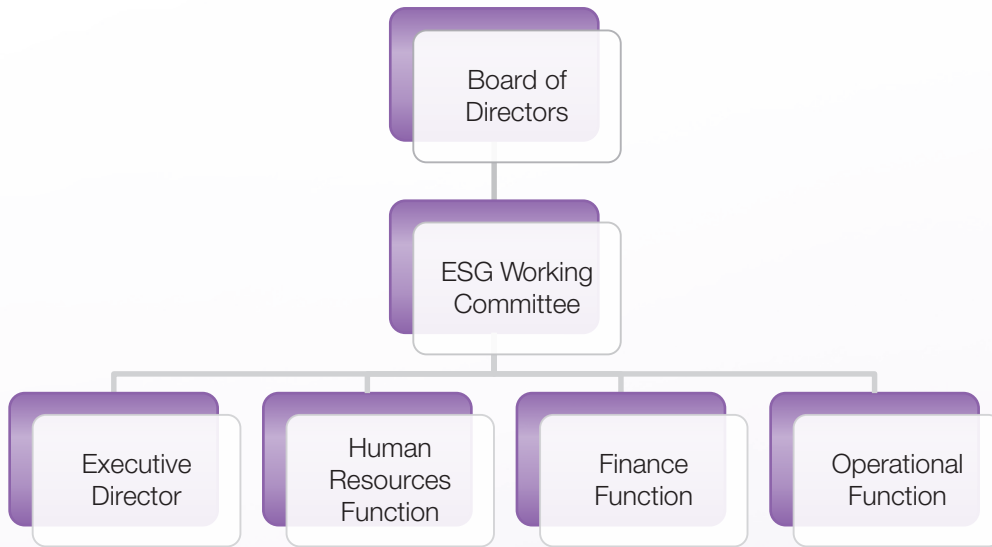 Board of
Directors
ESG Working
Committee
Executive
Director
Human
Resources
Function
Finance
Function
Operational
Function